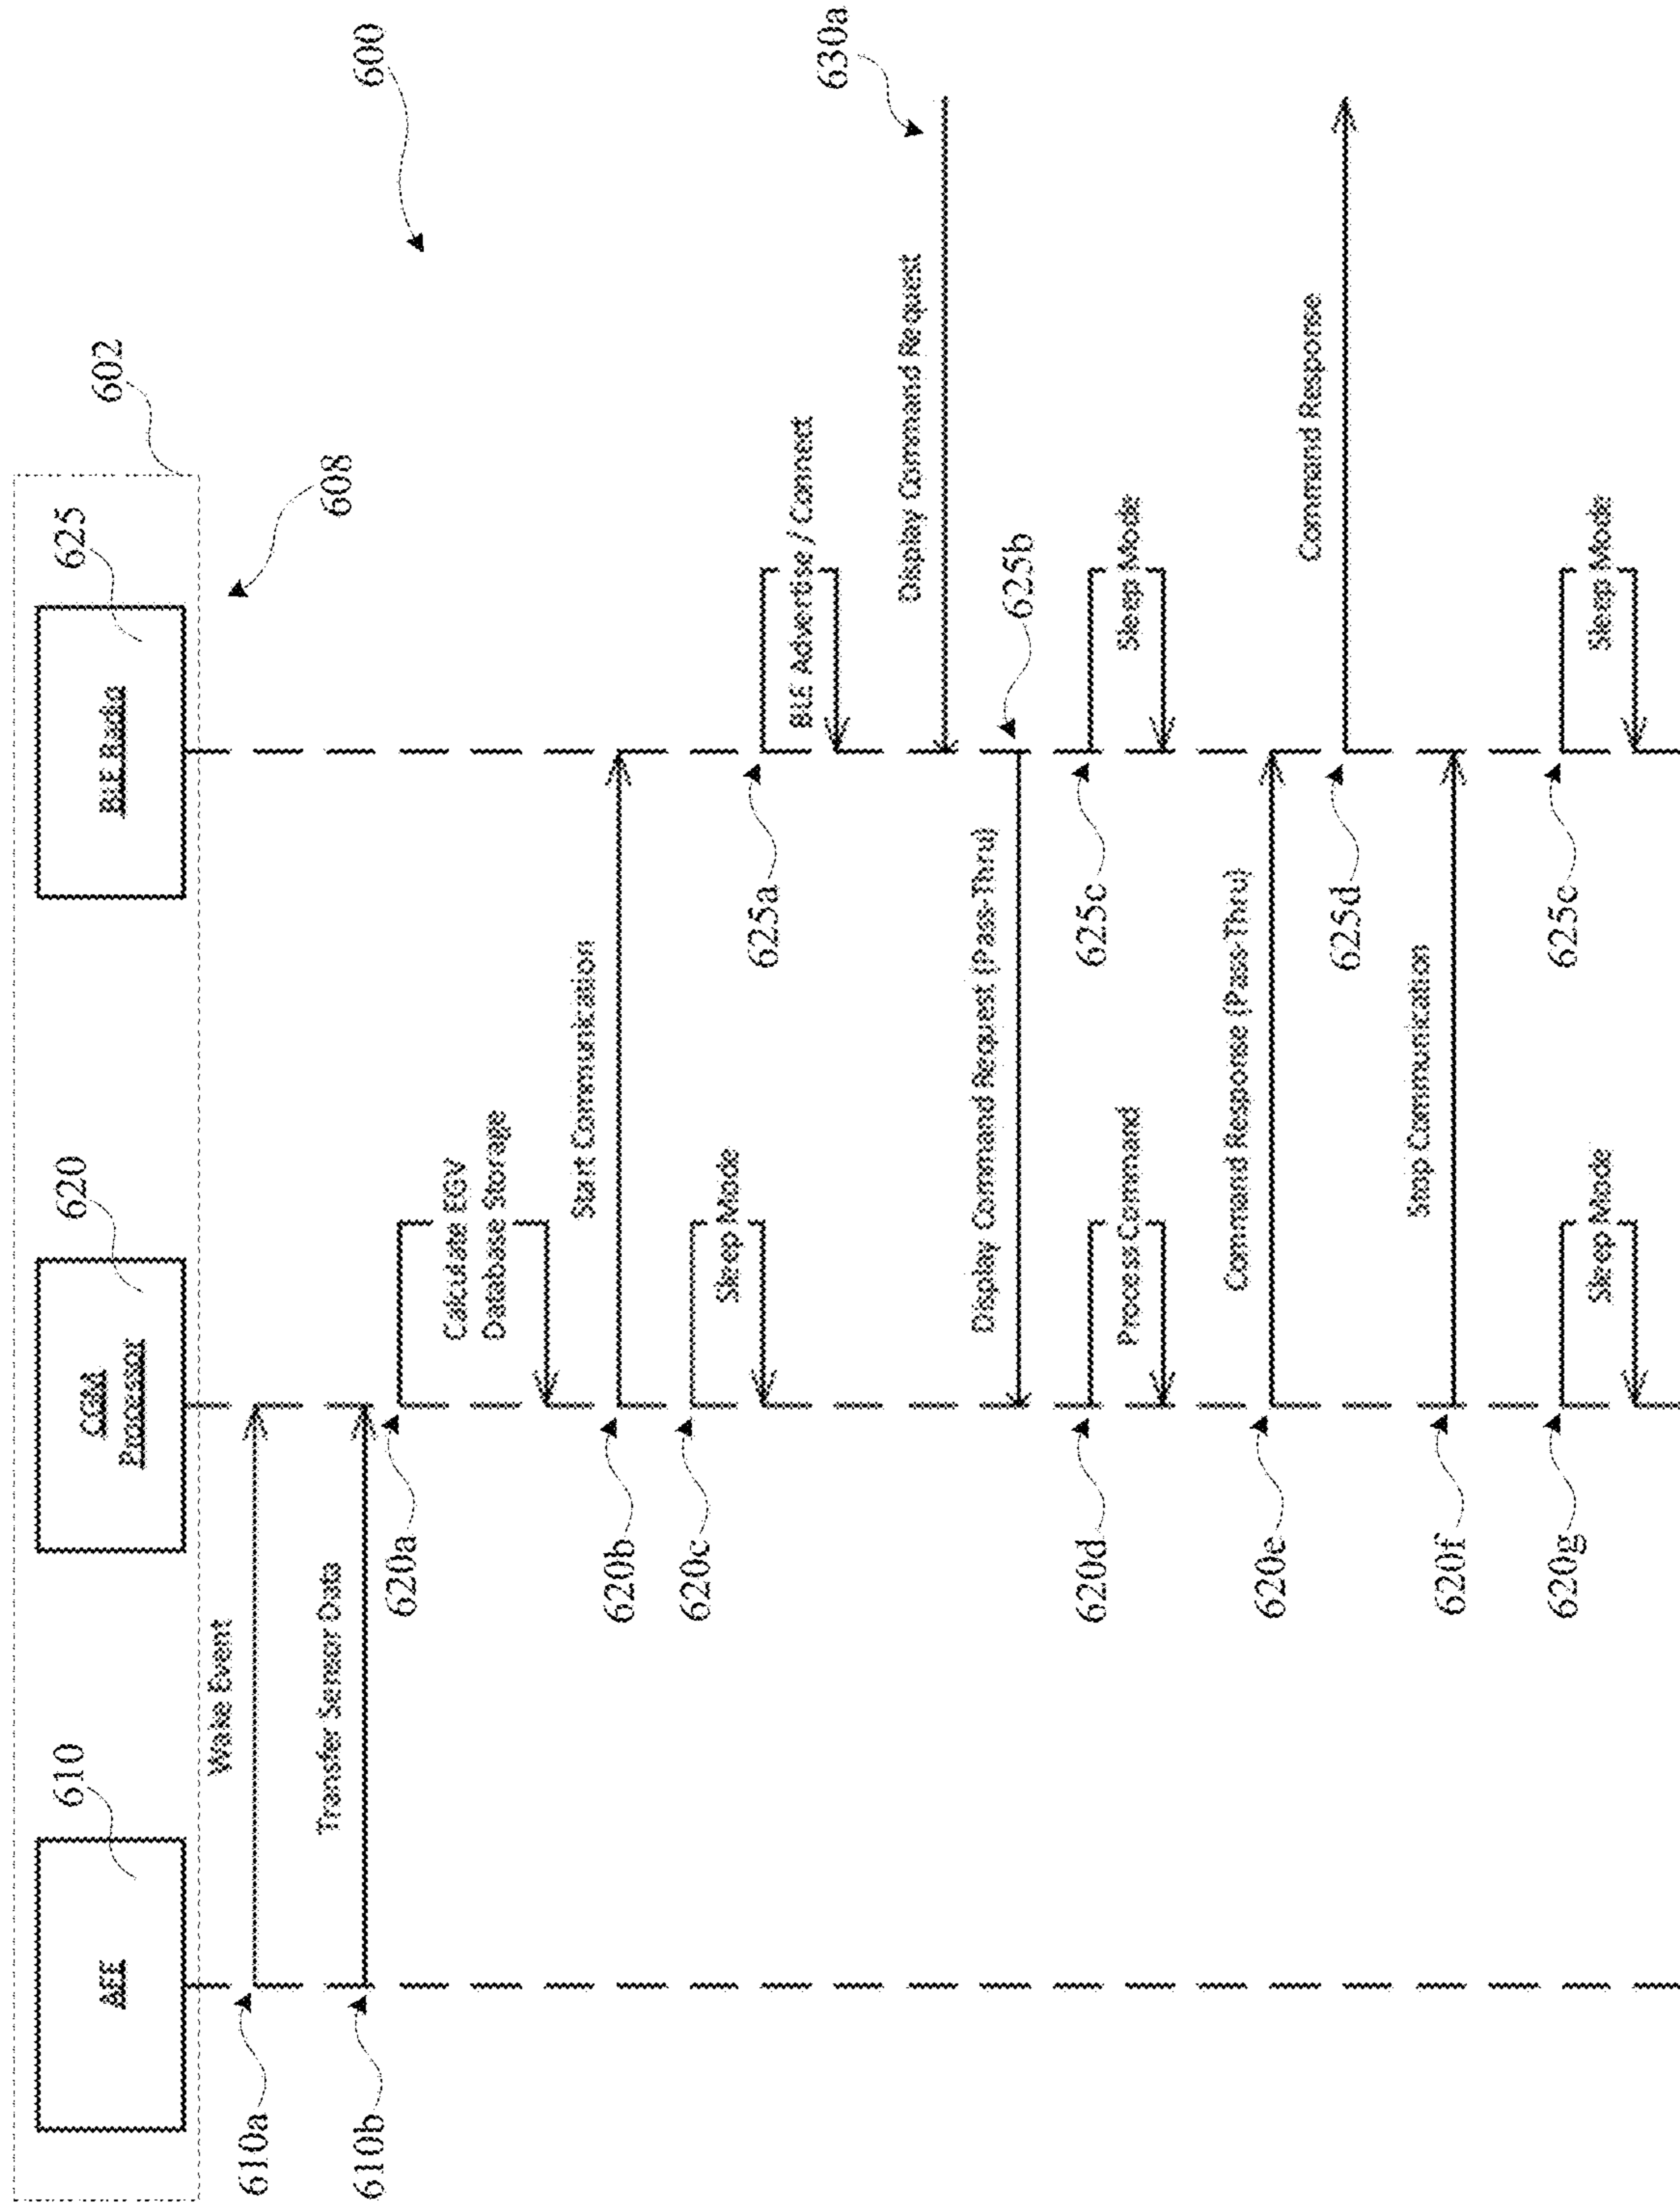 600
602
608
610
AFE
620
CGM
Processor
625
BLE Radio
610a
Wake Event
610b
Transfer Sensor Data
620a
Calculate EGV
Database Storage
620b
Start Communication
620c
Sleep Mode
625a
BLE Advertise / Connect
630a
Display Command Request
625b
Display Command Request (Pass-Thru)
620d
Process Command
625c
Sleep Mode
620e
Command Response (Pass-Thru)
625d
Command Response
620f
Stop Communication
620g
Sleep Mode
625e
Sleep Mode